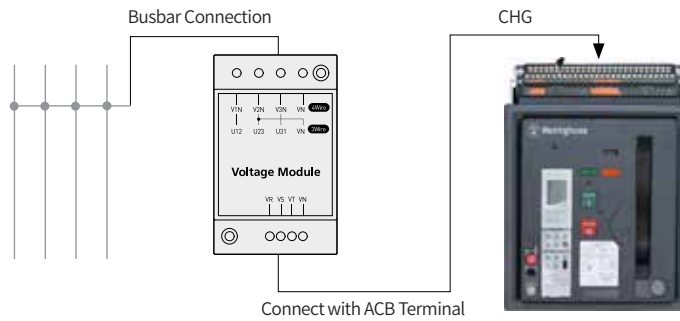 Busbar Connection
CHG
V1N V2N V3N VN 4Wire
U12 U23 U31 VN 3Wire
Voltage Module
VR VS VT VN
Westinghouse
Connect with ACB Terminal